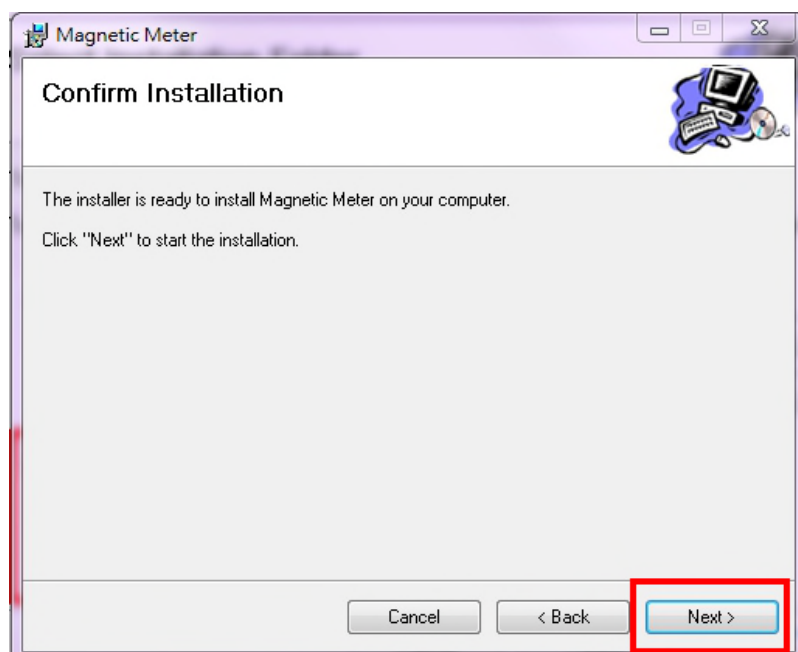 Magnetic Meter
Confirm Installation
The installer is ready to install Magnetic Meter on your computer.
Click "Next" to start the installation.
Cancel
< Back
Next >